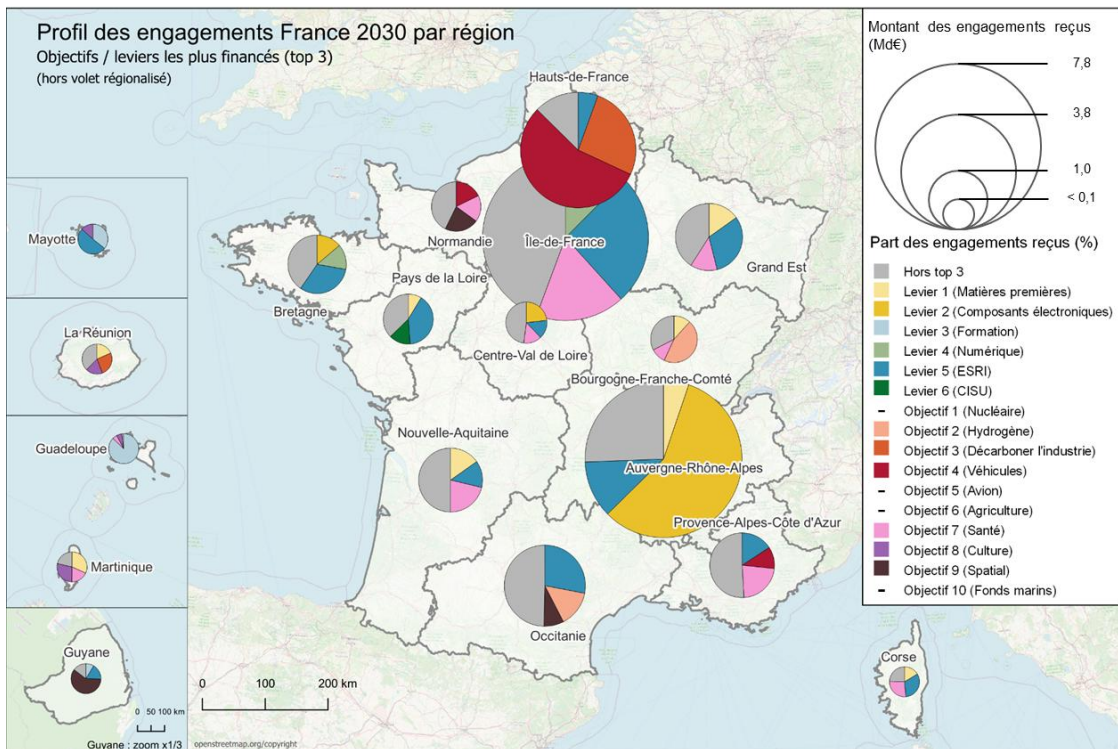 Profil des engagements France 2030 par région
Objectifs / leviers les plus financés (top 3)
(hors volet régionalisé)
Hauts-de-France
Mayotte
Normandie
Île-de-France
Grand Est
Bretagne
Pays de la Loire
La Réunion
Centre-Val de Loire
Bourgogne-Franche-Comté
Guadeloupe
Nouvelle-Aquitaine
Auvergne-Rhône-Alpes
Provence-Alpes-Côte d'Azur
Martinique
Occitanie
Guyane
Corse
0 100 200 km
0 50 100 km
Guyane : zoom x1/3
openstreetmap.org/copyright
Montant des engagements reçus
(Md€)
7,8
3,8
1,0
< 0,1
Part des engagements reçus (%)
Hors top 3
Levier 1 (Matières premières)
Levier 2 (Composants électroniques)
Levier 3 (Formation)
Levier 4 (Numérique)
Levier 5 (ESRI)
Levier 6 (CISU)
- Objectif 1 (Nucléaire)
Objectif 2 (Hydrogène)
Objectif 3 (Décarboner l'industrie)
Objectif 4 (Véhicules)
- Objectif 5 (Avion)
- Objectif 6 (Agriculture)
Objectif 7 (Santé)
Objectif 8 (Culture)
Objectif 9 (Spatial)
- Objectif 10 (Fonds marins)